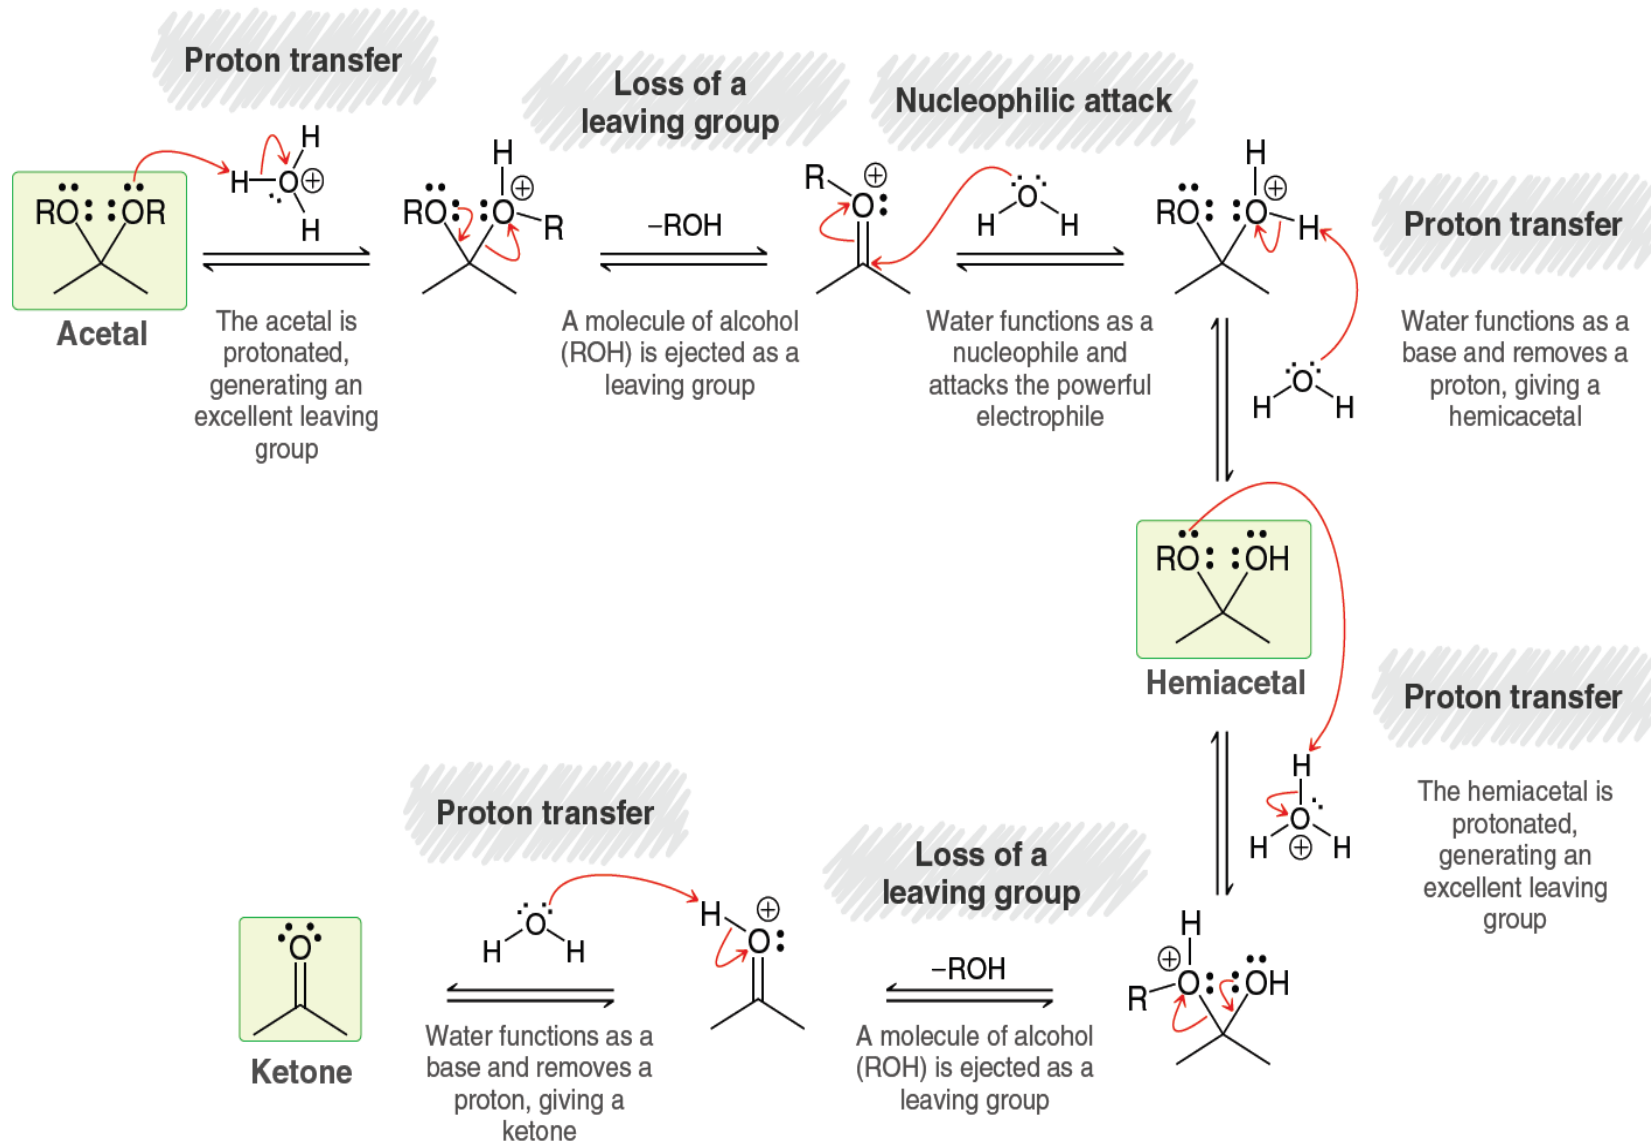 Proton transfer
Loss of a
leaving group
Nucleophilic attack
H
H
O
⊕
H
RO
OR
Acetal
The acetal is
protonated,
generating an
excellent leaving
group
H
⊕
RO
O
R
–ROH
A molecule of alcohol
(ROH) is ejected as a
leaving group
R
⊕
O
O
H
H
Water functions as a
nucleophile and
attacks the powerful
electrophile
H
⊕
RO
O
H
O
H
H
Proton transfer
Water functions as a
base and removes a
proton, giving a
hemicacetal
RO
OH
Hemiacetal
Proton transfer
The hemiacetal is
protonated,
generating an
excellent leaving
group
H
O
H
⊕
H
H
⊕
R
O
OH
Loss of a
leaving group
–ROH
A molecule of alcohol
(ROH) is ejected as a
leaving group
H
⊕
O
Proton transfer
O
H
H
Water functions as a
base and removes a
proton, giving a
ketone
O
Ketone